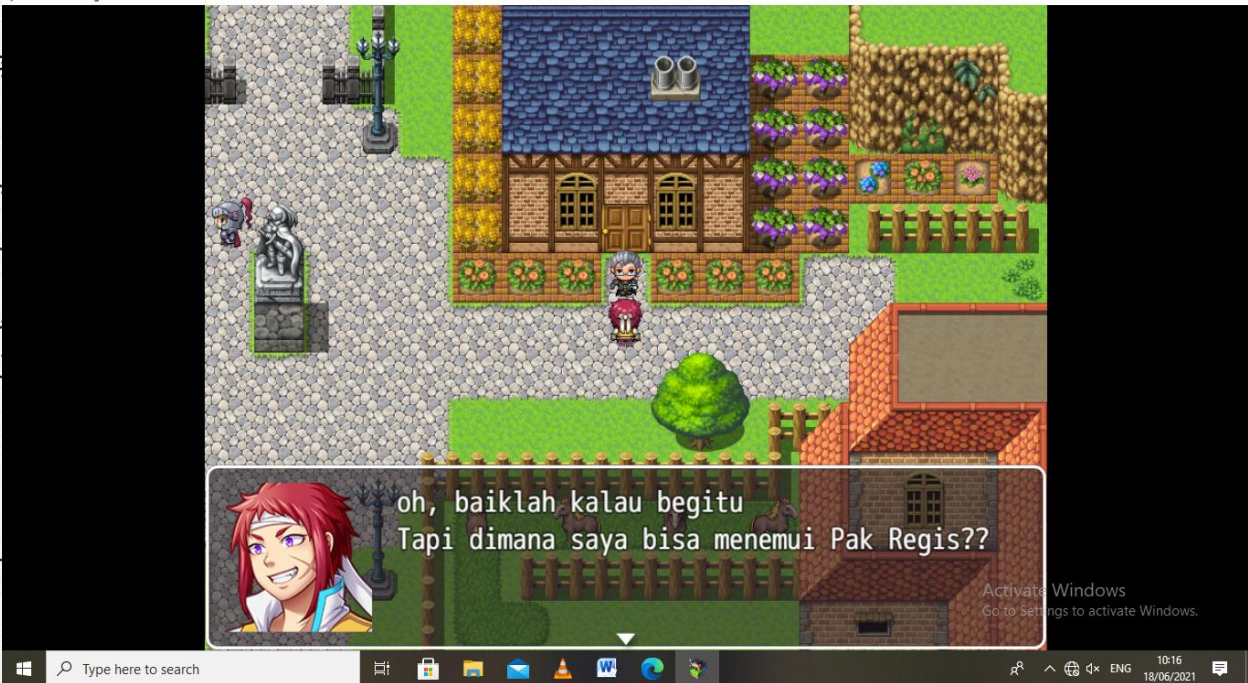 oh, baiklah kalau begitu
Tapi dimana saya bisa menemui Pak Regis??
Activate Windows
Go to Settings to activate Windows.
Type here to search
W
ENG
10:16
18/06/2021